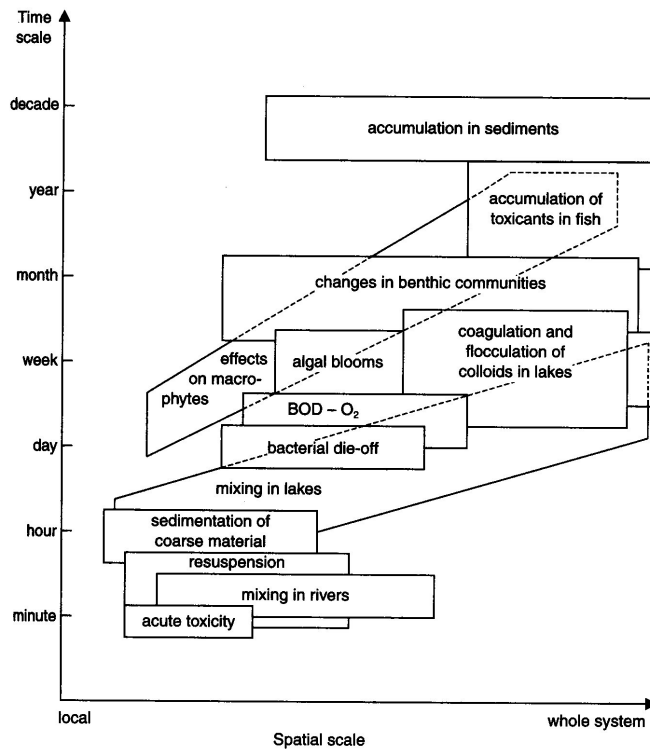 Time
scale
decade
accumulation in sediments
year
accumulation of
toxicants in fish
month
changes in benthic communities
coagulation and
flocculation of
colloids in lakes
week
effects
on macro-
phytes
algal blooms
BOD – O₂
day
bacterial die-off
mixing in lakes
hour
sedimentation of
coarse material
resuspension
mixing in rivers
minute
acute toxicity
local
whole system
Spatial scale